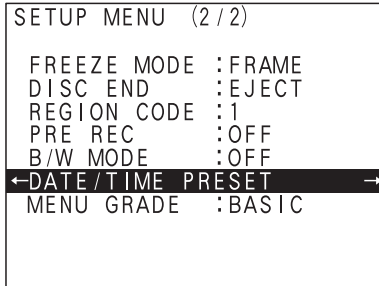 SETUP MENU (2/2)
FREEZE MODE :FRAME
DISC END :EJECT
REGION CODE :1
PRE REC :OFF
B/W MODE :OFF
←DATE/TIME PRESET →
MENU GRADE :BASIC